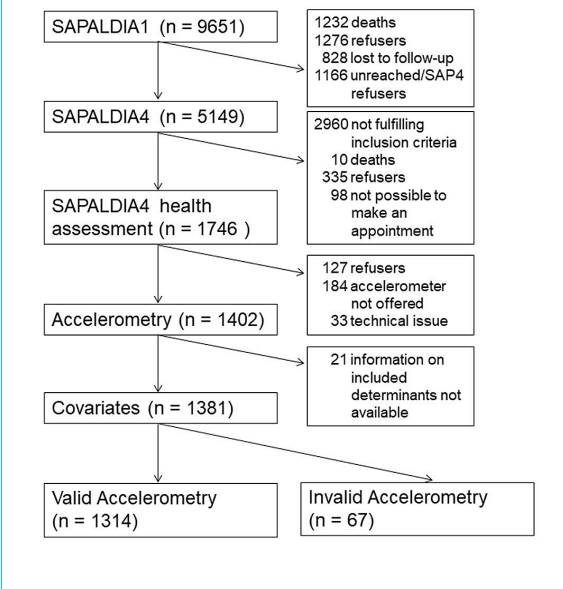 SAPALDIA1 (n = 9651)
1232 deaths
1276 refusers
828 lost to follow-up
1166 unreached/SAP4
refusers
SAPALDIA4 (n = 5149)
2960 not fulfilling
inclusion criteria
10 deaths
335 refusers
98 not possible to
make an
appointment
SAPALDIA4 health
assessment (n = 1746 )
127 refusers
184 accelerometer
not offered
33 technical issue
Accelerometry (n = 1402)
21 information on
included
determinants not
available
Covariates (n = 1381)
Valid Accelerometry
(n = 1314)
Invalid Accelerometry
(n = 67)